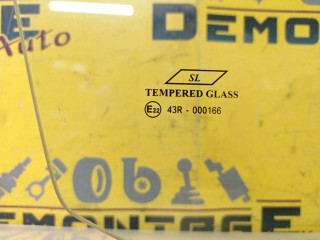 E DEMO
Auto
SL
TEMPERED GLASS
E22 43R - 000166
DEMONTAGE